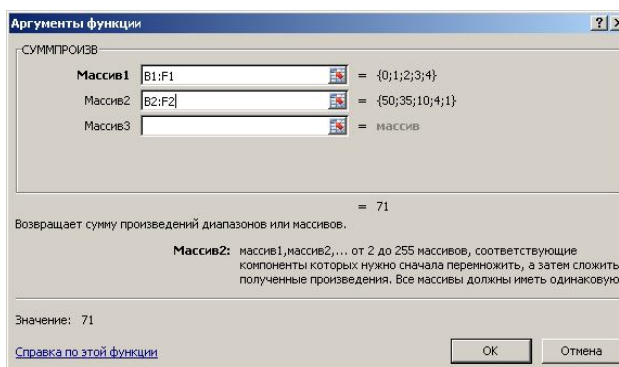 Аргументы функции
СУММПРОИЗВ
Массив1 B1:F1 = {0;1;2;3;4}
Массив2 B2:F2 = {50;35;10;4;1}
Массив3 = массив
= 71
Возвращает сумму произведений диапазонов или массивов.
Массив2: массив1,массив2,... от 2 до 255 массивов, соответствующие
компоненты которых нужно сначала перемножить, а затем сложить
полученные произведения. Все массивы должны иметь одинаковую
Значение: 71
Справка по этой функции
ОК
Отмена